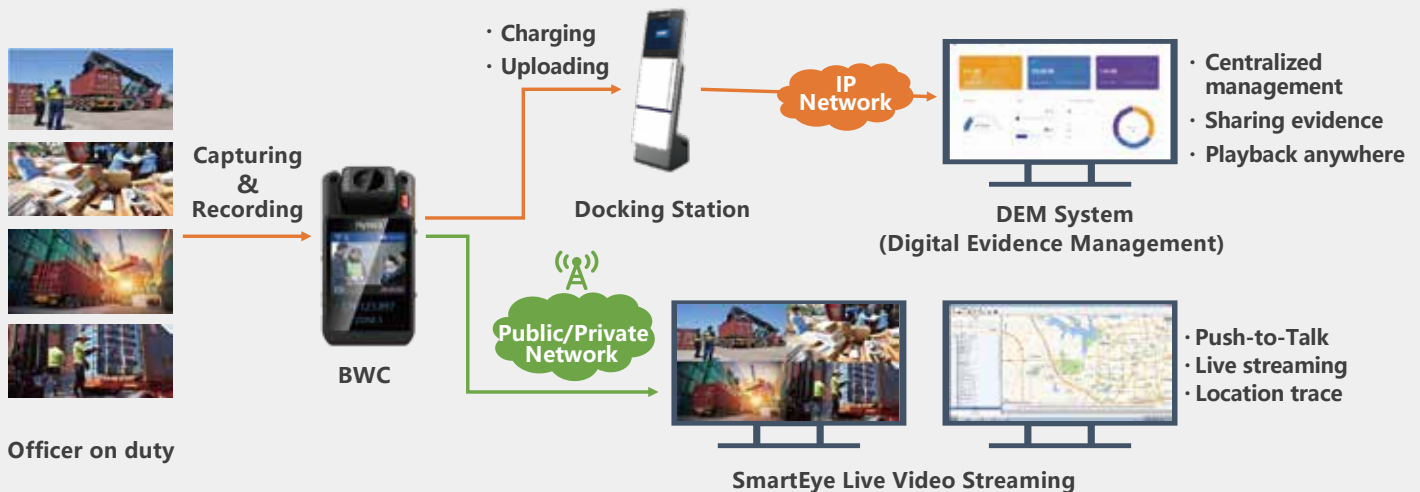 · Charging
· Uploading
IP
Network
· Centralized
management
· Sharing evidence
· Playback anywhere
Capturing
&
Recording
Docking Station
DEM System
(Digital Evidence Management)
Public/Private
Network
BWC
· Push-to-Talk
· Live streaming
· Location trace
Officer on duty
SmartEye Live Video Streaming